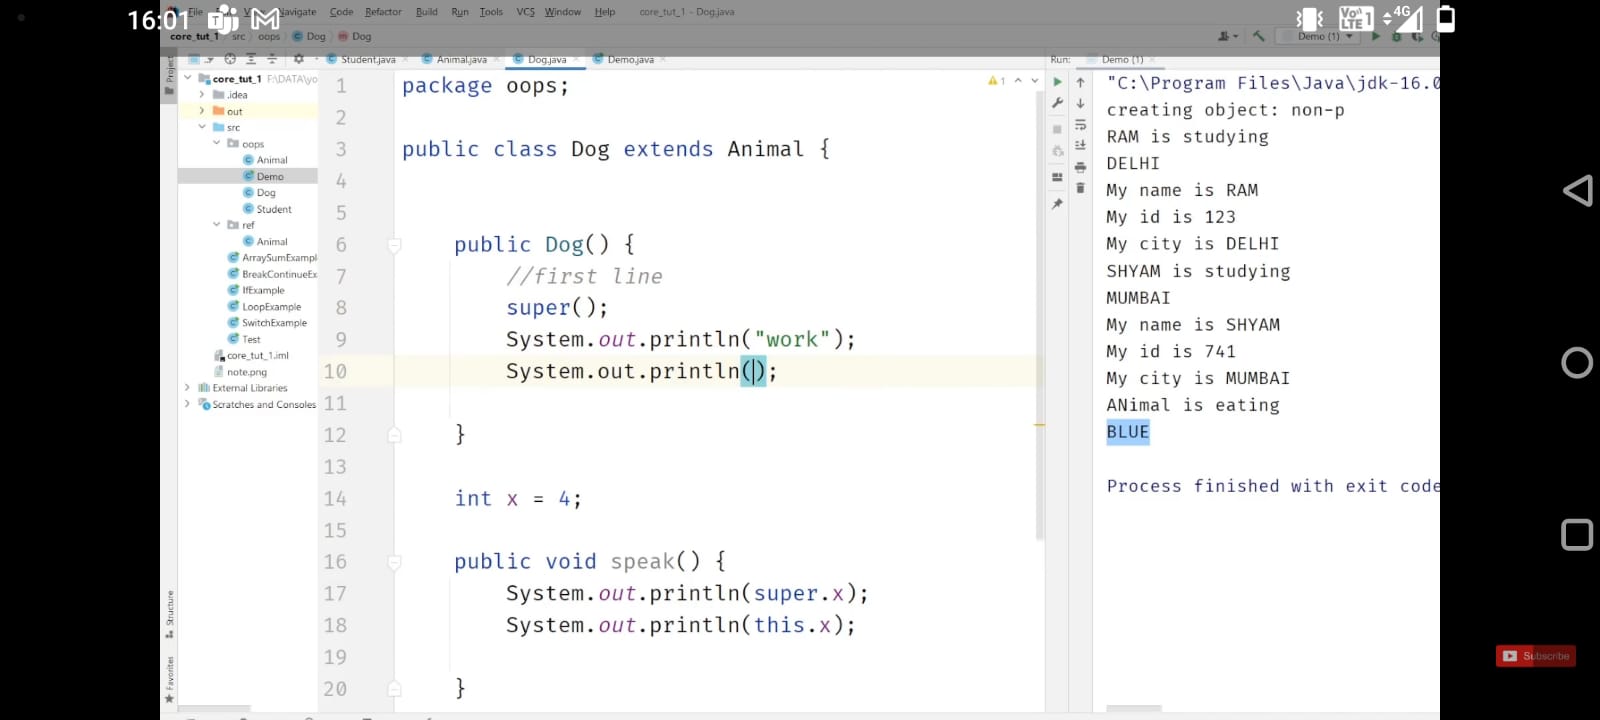 16:01
File Navigate Code Refactor Build Run Tools VCS Window Help core_tut_1 - Dog.java
Vo))
LTE 1
4G
core_tut_1 src oops Dog Dog
Demo (1)
Student.java Animal.java Dog.java Demo.java
Run: Demo (1)
Project
core_tut_1 F:\DATA\yo
.idea
out
src
oops
Animal
Demo
Dog
Student
ref
Animal
ArraySumExampl
BreakContinueEx
IfExample
LoopExample
SwitchExample
Test
core_tut_1.iml
note.png
External Libraries
Scratches and Consoles
Structure
Favorites
1 package oops;
2
3 public class Dog extends Animal {
4
5
6 public Dog() {
7 //first line
8 super();
9 System.out.println("work");
10 System.out.println();
11
12 }
13
14 int x = 4;
15
16 public void speak() {
17 System.out.println(super.x);
18 System.out.println(this.x);
19
20 }
1
"C:\Program Files\Java\jdk-16.0
creating object: non-p
RAM is studying
DELHI
My name is RAM
My id is 123
My city is DELHI
SHYAM is studying
MUMBAI
My name is SHYAM
My id is 741
My city is MUMBAI
ANimal is eating
BLUE
Process finished with exit code
Subscribe